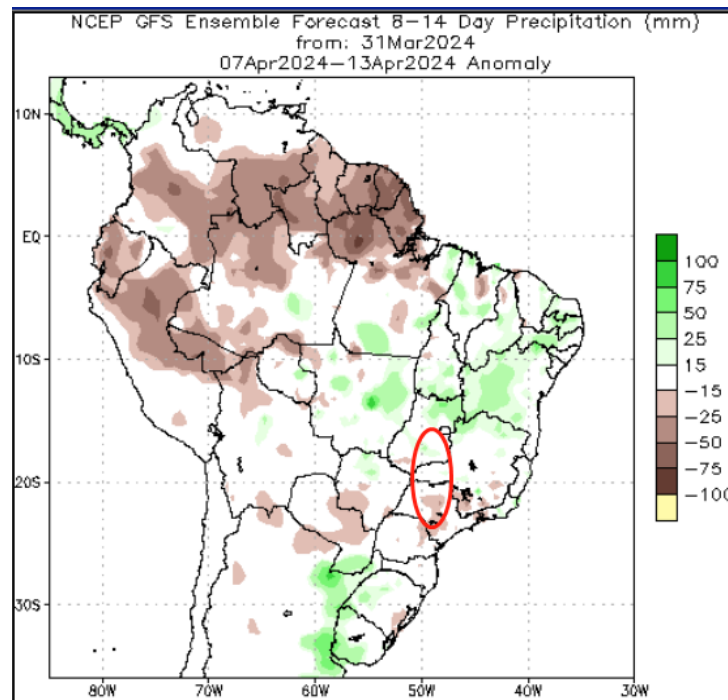 NCEP GFS Ensemble Forecast 8-14 Day Precipitation (mm)
from: 31Mar2024
07Apr2024-13Apr2024 Anomaly
10N
EQ
10S
20S
30S
80W
70W
60W
50W
40W
30W
100
75
50
25
15
-15
-25
-50
-75
-100